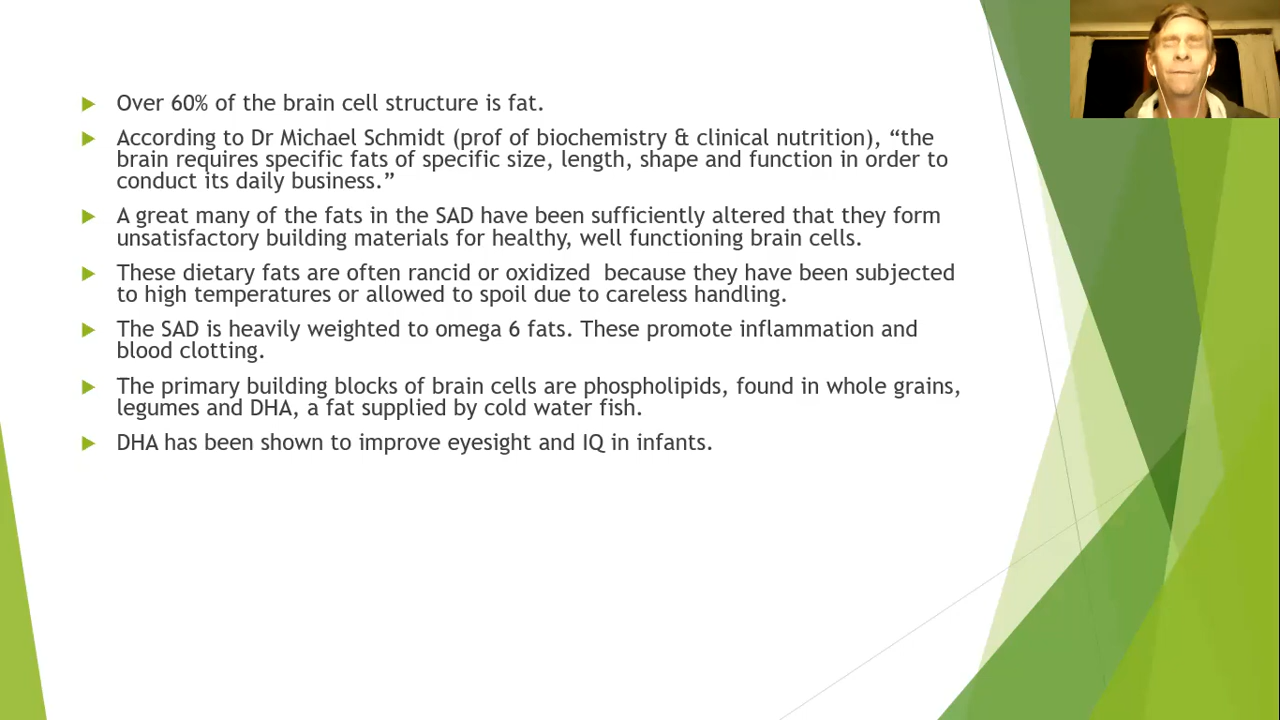 Over 60% of the brain cell structure is fat.
According to Dr Michael Schmidt (prof of biochemistry & clinical nutrition), “the
brain requires specific fats of specific size, length, shape and function in order to
conduct its daily business.”
A great many of the fats in the SAD have been sufficiently altered that they form
unsatisfactory building materials for healthy, well functioning brain cells.
These dietary fats are often rancid or oxidized  because they have been subjected
to high temperatures or allowed to spoil due to careless handling.
The SAD is heavily weighted to omega 6 fats. These promote inflammation and
blood clotting.
The primary building blocks of brain cells are phospholipids, found in whole grains,
legumes and DHA, a fat supplied by cold water fish.
DHA has been shown to improve eyesight and IQ in infants.